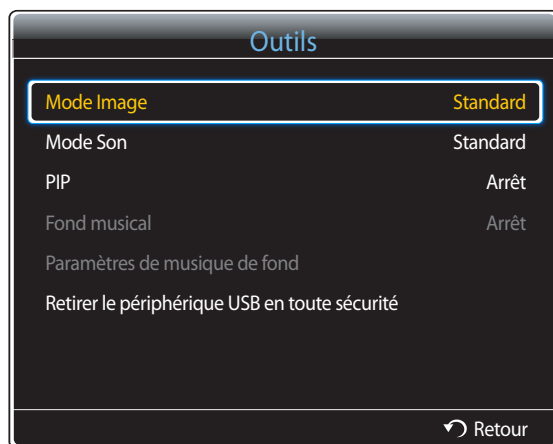 Outils
Mode Image Standard
Mode Son Standard
PIP Arrêt
Fond musical Arrêt
Paramètres de musique de fond
Retirer le périphérique USB en toute sécurité
Retour